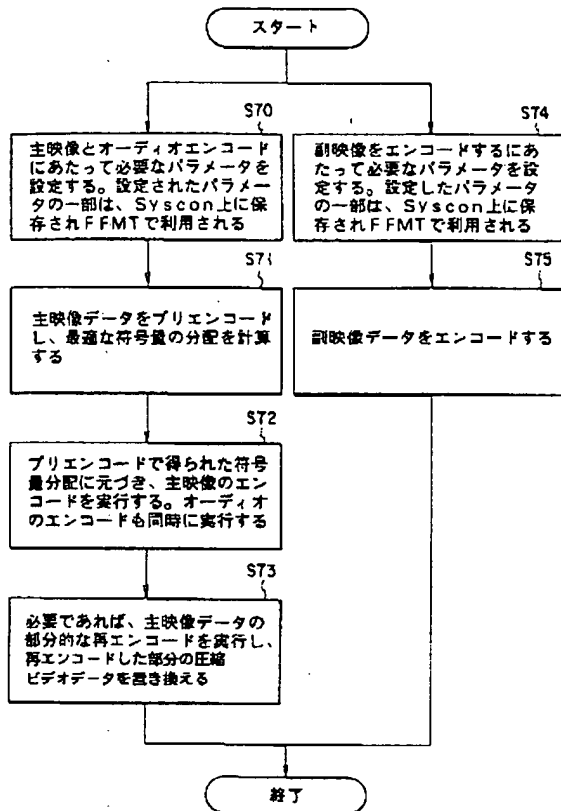 スタート
S70
主映像とオーディオエンコード
にあたって必要なパラメータを
設定する。設定されたパラメー
タの一部は、Syscon上に保
存されFFMTで利用される
S71
主映像データをプリエンコード
し、最適な符号量の分配を計算
する
S72
プリエンコードで得られた符号
量分配に元づき、主映像のエン
コードを実行する。オーディオ
のエンコードも同時に実行する
S73
必要であれば、主映像データの
部分的な再エンコードを実行し、
再エンコードした部分の圧縮
ビデオデータを置き換える
S74
副映像をエンコードするにあ
たって必要なパラメータを設
定する。設定したパラメータ
の一部は、Syscon上に保
存されFFMTで利用される
S75
副映像データをエンコードする
終了